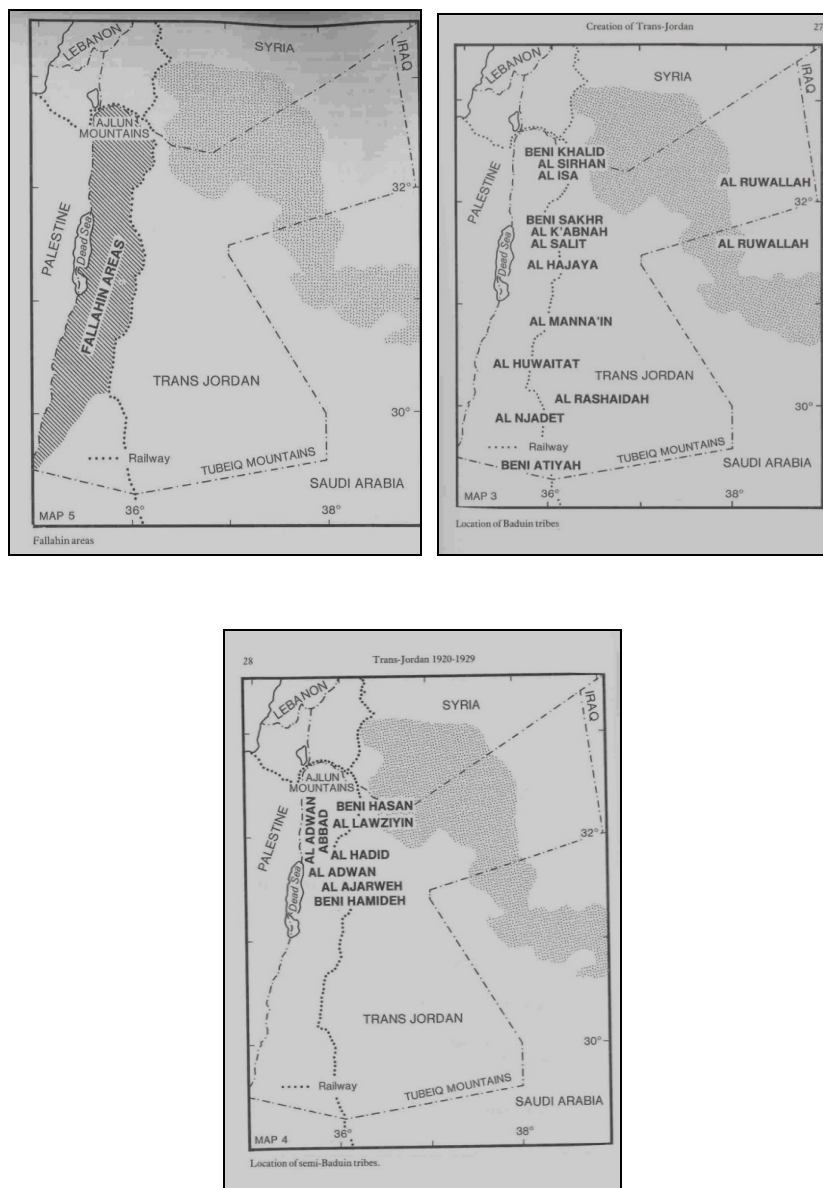 LEBANON
SYRIA
IRAQ
AJLUN
MOUNTAINS
32°
PALESTINE
Dead Sea
FALLAHIN AREAS
TRANS JORDAN
30°
Railway
TUBEIQ MOUNTAINS
SAUDI ARABIA
MAP 5
36°
38°
Fallahin areas
Creation of Trans-Jordan
27
LEBANON
SYRIA
IRAQ
BENI KHALID
AL SIRHAN
AL ISA
AL RUWALLAH
32°
PALESTINE
BENI SAKHR
AL K'ABNAH
AL SALIT
AL RUWALLAH
Dead Sea
AL HAJAYA
AL MANNA'IN
AL HUWAITAT
TRANS JORDAN
AL RASHAIDAH
30°
AL NJADET
Railway
TUBEIQ MOUNTAINS
BENI ATIYAH
SAUDI ARABIA
MAP 3
36°
38°
Location of Baduin tribes
28
Trans-Jordan 1920-1929
LEBANON
SYRIA
IRAQ
AJLUN
MOUNTAINS
BENI HASAN
AL LAWZIYIN
32°
PALESTINE
AL ADWAN
ABBAD
AL HADID
AL ADWAN
AL AJARWEH
BENI HAMIDEH
Dead Sea
TRANS JORDAN
30°
Railway
TUBEIQ MOUNTAINS
SAUDI ARABIA
MAP 4
36°
38°
Location of semi-Baduin tribes.